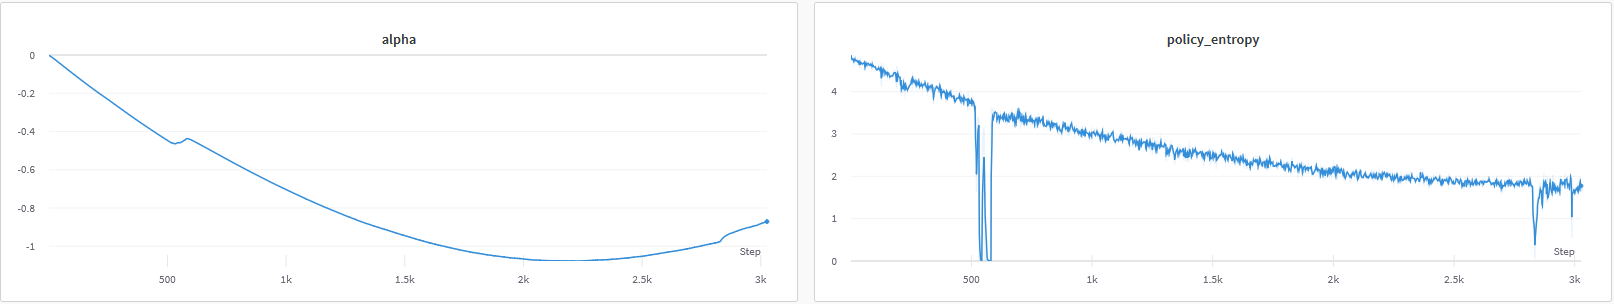 alpha
0
-0.2
-0.4
-0.6
-0.8
-1
Step
500
1k
1.5k
2k
2.5k
3k
policy_entropy
4
3
2
1
0
Step
500
1k
1.5k
2k
2.5k
3k